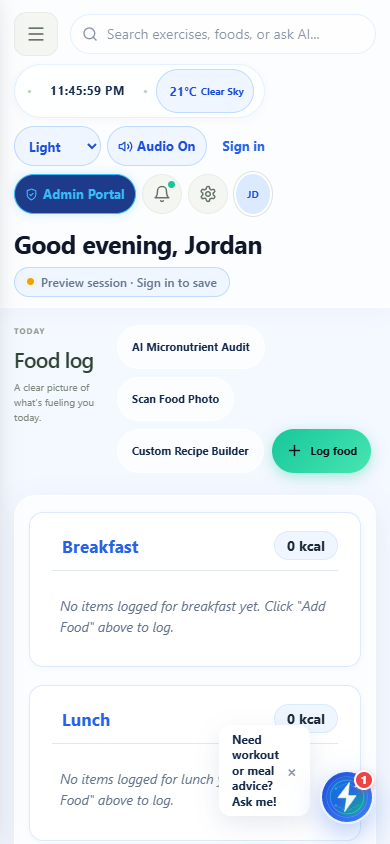 Search exercises, foods, or ask AI...
11:45:59 PM
21°C Clear Sky
Light
Audio On
Sign in
Admin Portal
JD
Good evening, Jordan
Preview session · Sign in to save
TODAY
Food log
A clear picture of
what's fueling you
today.
AI Micronutrient Audit
Scan Food Photo
Custom Recipe Builder
Log food
Breakfast
0 kcal
No items logged for breakfast yet. Click "Add
Food" above to log.
Lunch
0 kcal
No items logged for lunch
Food" above to log.
Need
workout
or meal
advice?
Ask me!
×
1